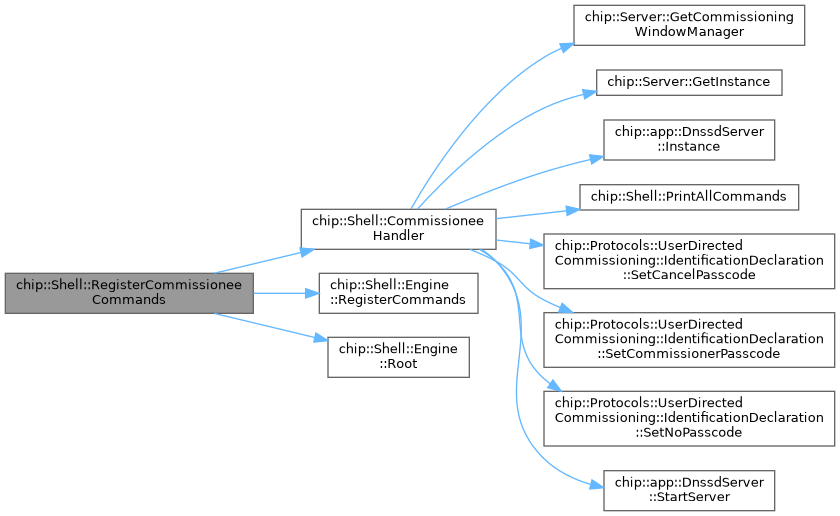 chip::Server::GetCommissioning
WindowManager
chip::Server::GetInstance
chip::app::DnssdServer
::Instance
chip::Shell::PrintAllCommands
chip::Shell::Commissionee
Handler
chip::Protocols::UserDirected
Commissioning::IdentificationDeclaration
::SetCancelPasscode
chip::Shell::RegisterCommissionee
Commands
chip::Shell::Engine
::RegisterCommands
chip::Protocols::UserDirected
Commissioning::IdentificationDeclaration
::SetCommissionerPasscode
chip::Shell::Engine
::Root
chip::Protocols::UserDirected
Commissioning::IdentificationDeclaration
::SetNoPasscode
chip::app::DnssdServer
::StartServer